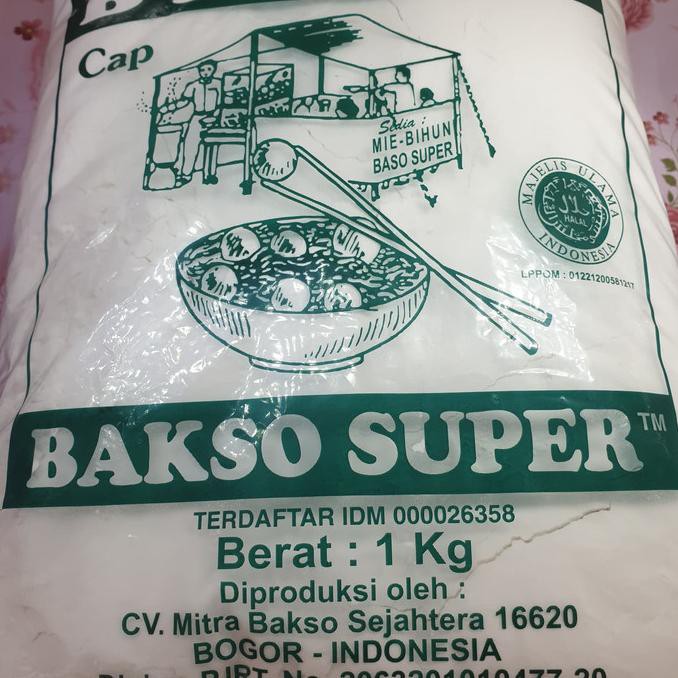 Cap
Sedia :
MIE-BIHUN
BASO SUPER
MAJELIS ULAMA
حلال
HALAL
INDONESIA
LPPOM : 01221200581217
BAKSO SUPER™
TERDAFTAR IDM 000026358
Berat : 1 Kg
Diproduksi oleh :
CV. Mitra Bakso Sejahtera 16620
BOGOR - INDONESIA